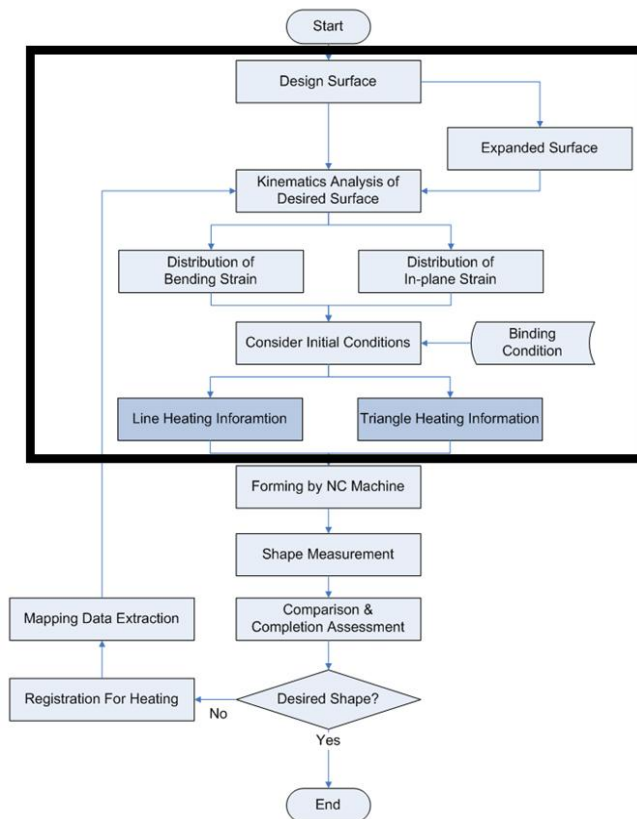 Start
Design Surface
Expanded Surface
Kinematics Analysis of
Desired Surface
Distribution of
Bending Strain
Distribution of
In-plane Strain
Consider Initial Conditions
Binding
Condition
Line Heating Inforamtion
Triangle Heating Information
Forming by NC Machine
Shape Measurement
Comparison &
Completion Assessment
Mapping Data Extraction
Registration For Heating
Desired Shape?
No
Yes
End